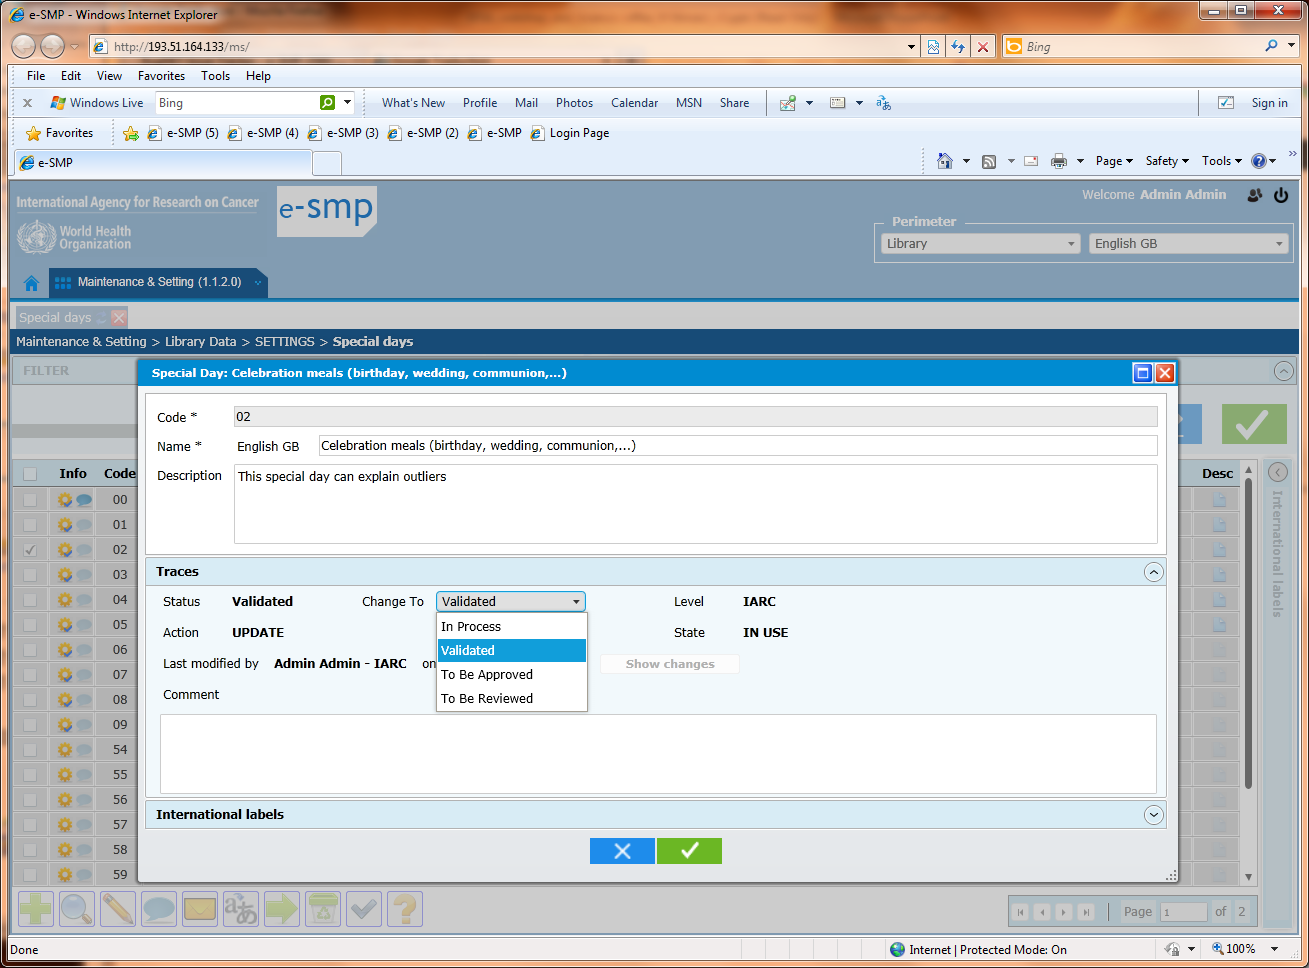 e-SMP - Windows Internet Explorer
http://193.51.164.133/ms/
Bing
File Edit View Favorites Tools Help
x Windows Live Bing What's New Profile Mail Photos Calendar MSN Share Sign in
Favorites e-SMP (5) e-SMP (4) e-SMP (3) e-SMP (2) e-SMP Login Page
e-SMP Page Safety Tools
International Agency for Research on Cancer
World Health
Organization
e-smp
Welcome Admin Admin
Perimeter
Library English GB
Maintenance & Setting (1.1.2.0)
Special days
Maintenance & Setting > Library Data > SETTINGS > Special days
FILTER
Special Day: Celebration meals (birthday, wedding, communion,...)
Code * 02
Name * English GB Celebration meals (birthday, wedding, communion,...)
Description This special day can explain outliers
Info Code Desc
00
01
02
03
04
05
06
07
08
09
54
55
56
57
58
59
International labels
Traces
Status Validated Change To Validated Level IARC
In Process
Action UPDATE State IN USE
Validated
Last modified by Admin Admin - IARC on Show changes
To Be Approved
Comment
To Be Reviewed
International labels
Page 1 of 2
Done Internet | Protected Mode: On 100%